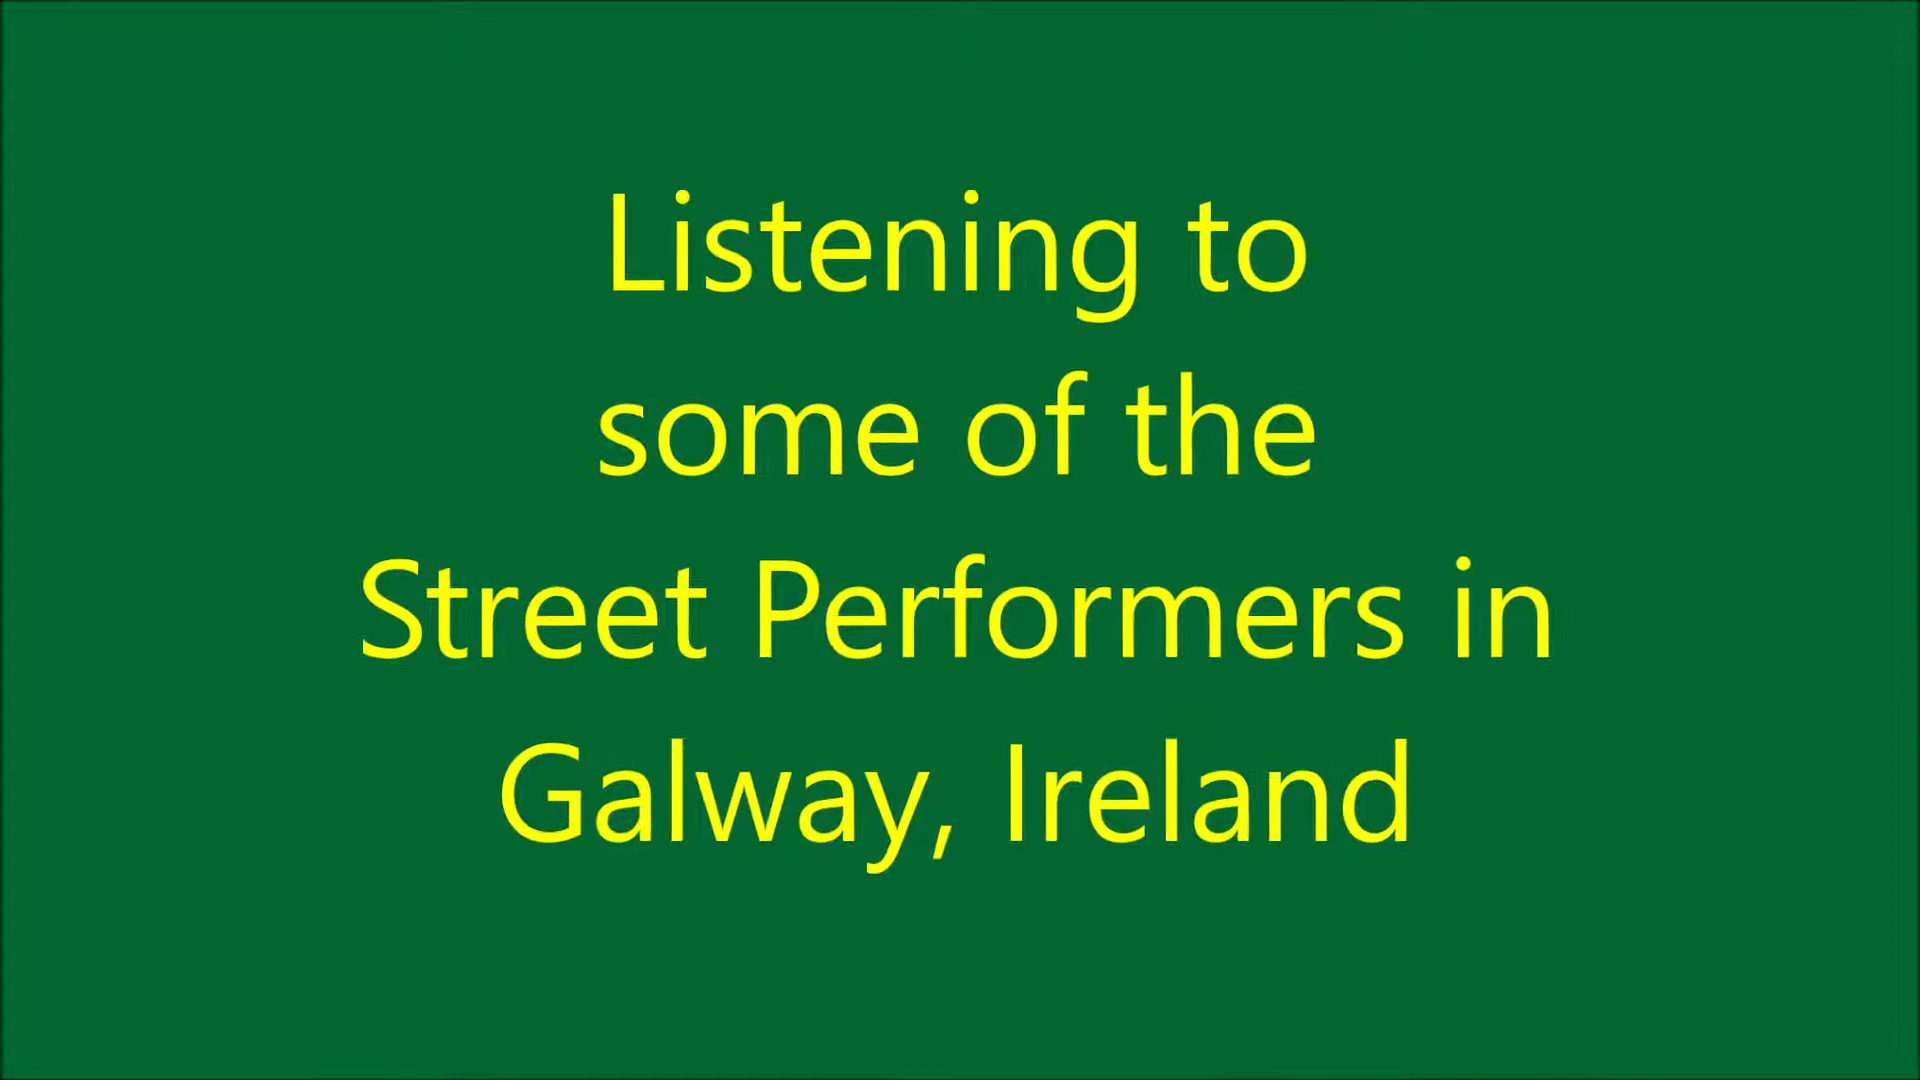 Listening to
some of the
Street Performers in
Galway, Ireland